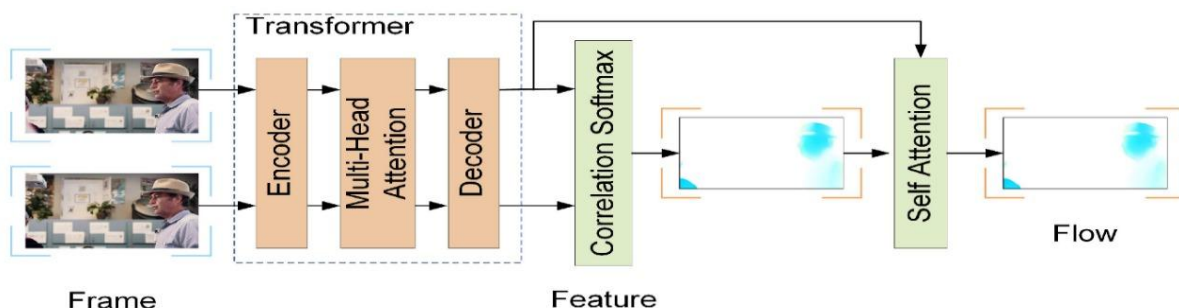 Transformer
Encoder
Multi-Head
Attention
Decoder
Correlation Softmax
Self Attention
Flow
Frame
Feature